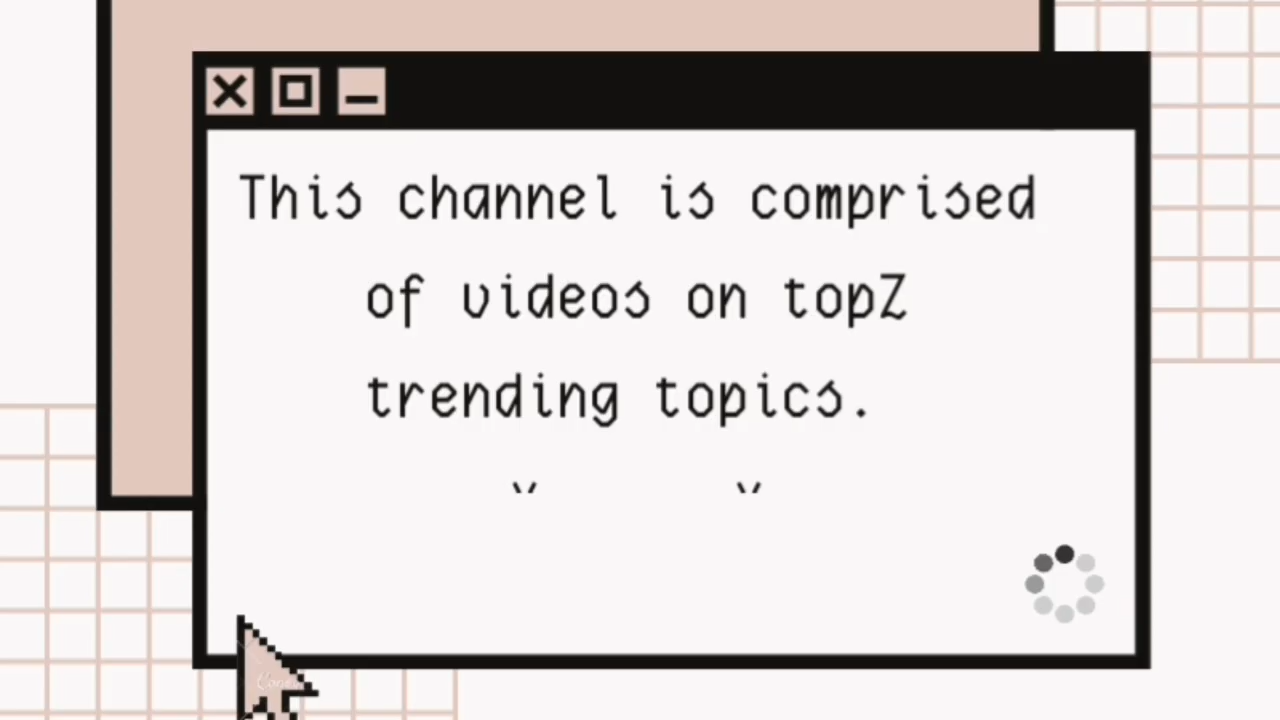 This channel is comprised
of videos on topZ
trending topics.